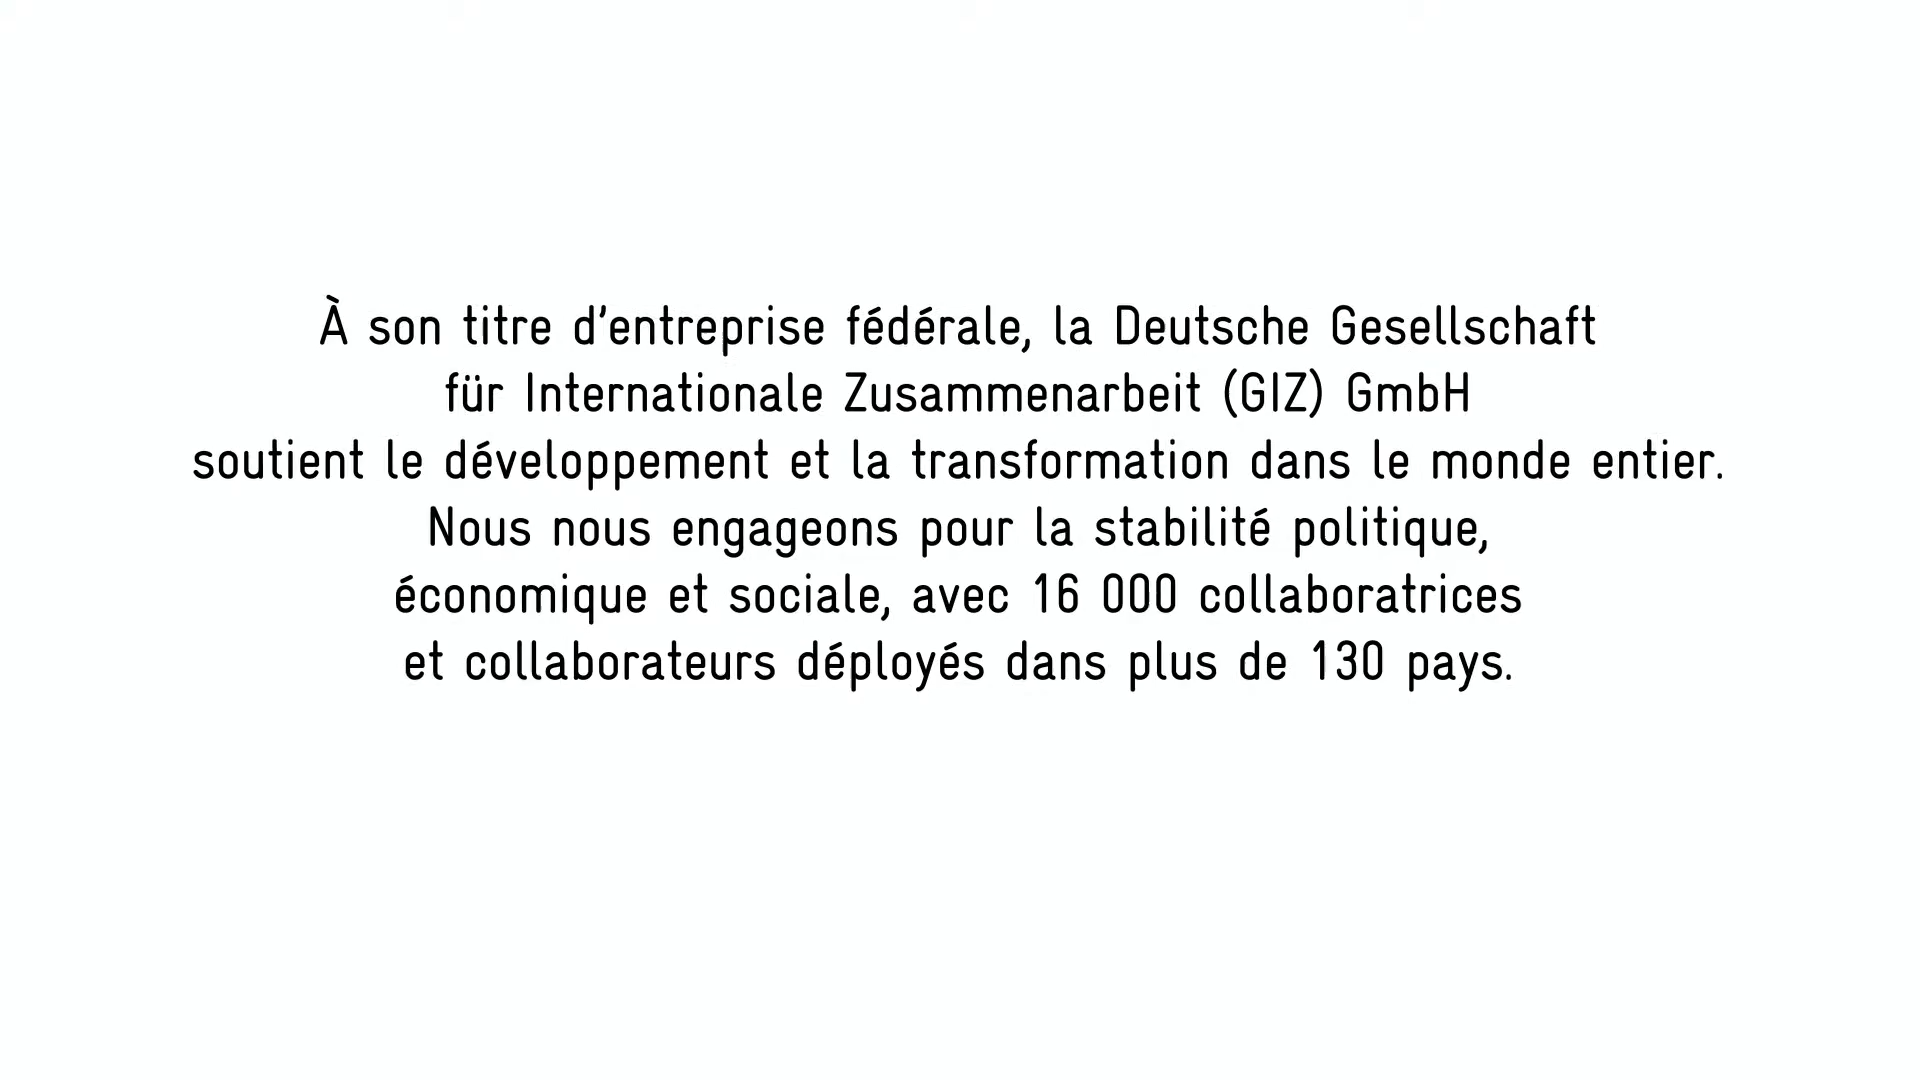 À son titre d’entreprise fédérale, la Deutsche Gesellschaft
für Internationale Zusammenarbeit (GIZ) GmbH
soutient le développement et la transformation dans le monde entier.
Nous nous engageons pour la stabilité politique,
économique et sociale, avec 16 000 collaboratrices
et collaborateurs déployés dans plus de 130 pays.